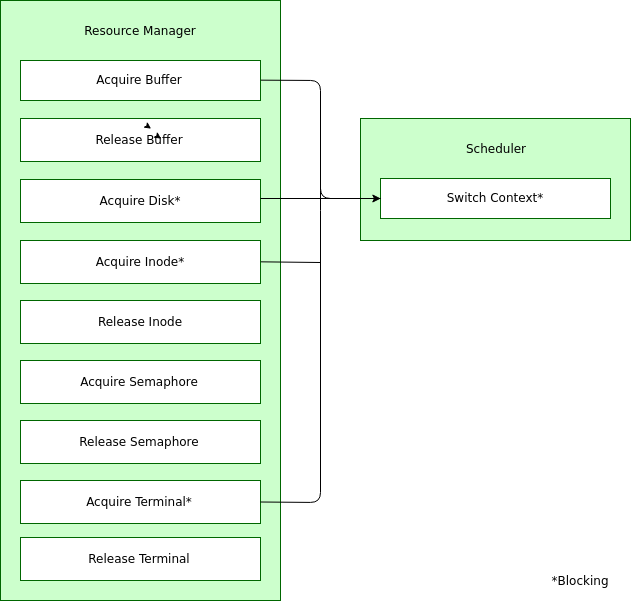 Resource Manager
Acquire Buffer
Release Buffer
Acquire Disk*
Acquire Inode*
Release Inode
Acquire Semaphore
Release Semaphore
Acquire Terminal*
Release Terminal
Scheduler
Switch Context*
*Blocking